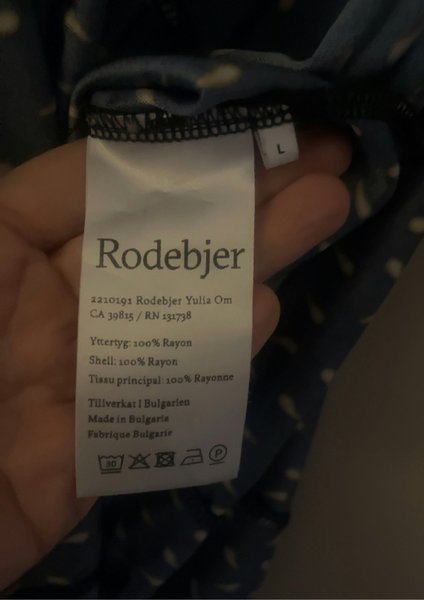 L
Rodebjer
2210191 Rodebjer Yulia Om
CA 39815 / RN 131738
Yttertyg: 100% Rayon
Shell: 100% Rayon
Tissu principal: 100% Rayonne
Tillverkat I Bulgarien
Made in Bulgaria
Fabrique Bulgarie
30 P